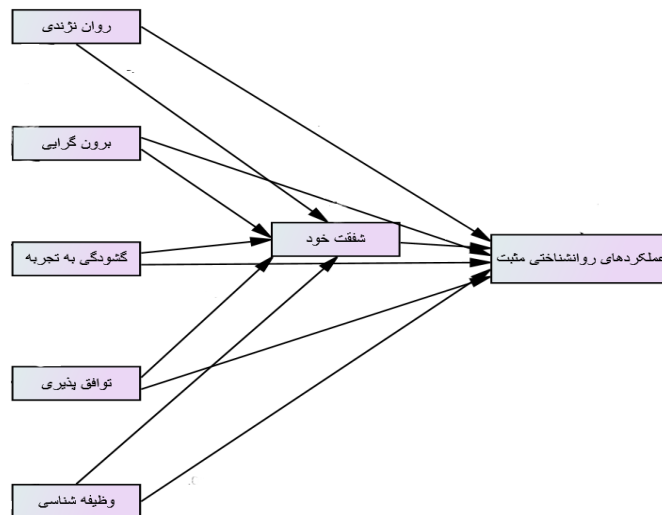 روان نژندی
برون گرایی
شفقت خود
گشودگی به تجربه
عملکردهای روانشناختی مثبت
توافق پذیری
وظیفه شناسی